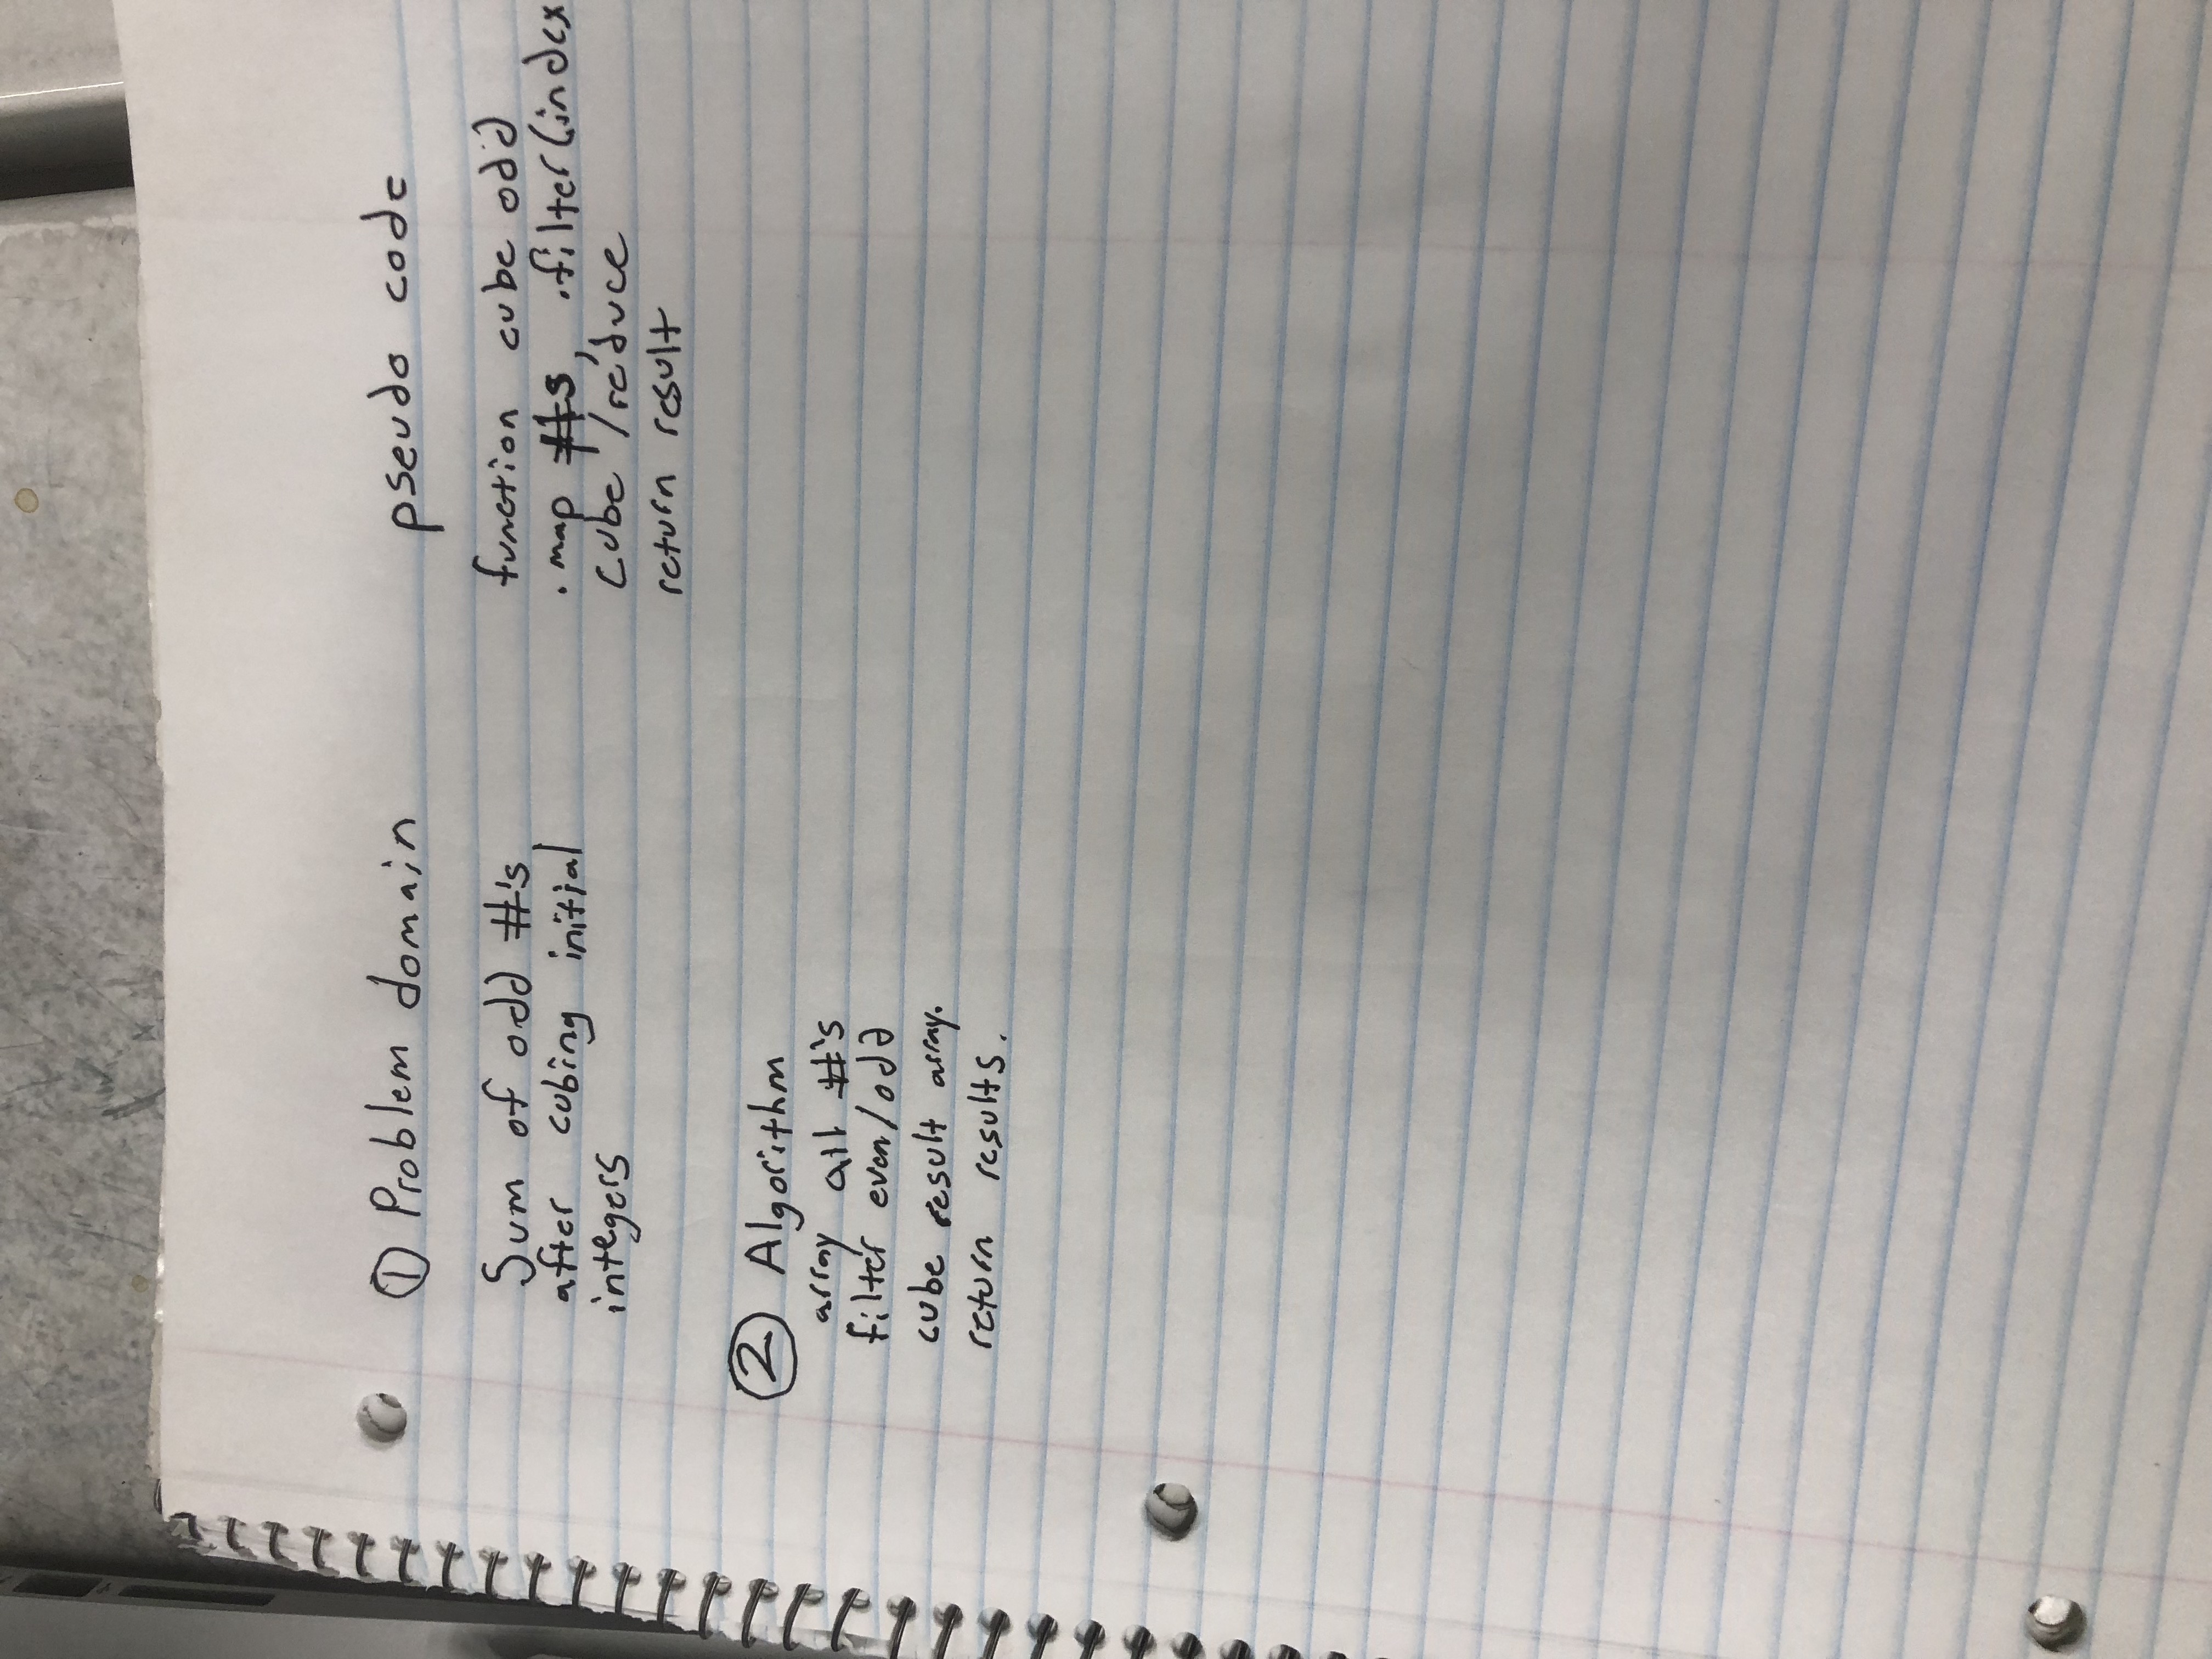 ① Problem domain
Sum of odd #'s
after cubing initial
integers
② Algorithm
array all #'s
filter even/odd
cube result array.
return results.
pseudo code
function cube odd
.map #s, .filter(index
cube /reduce
return result